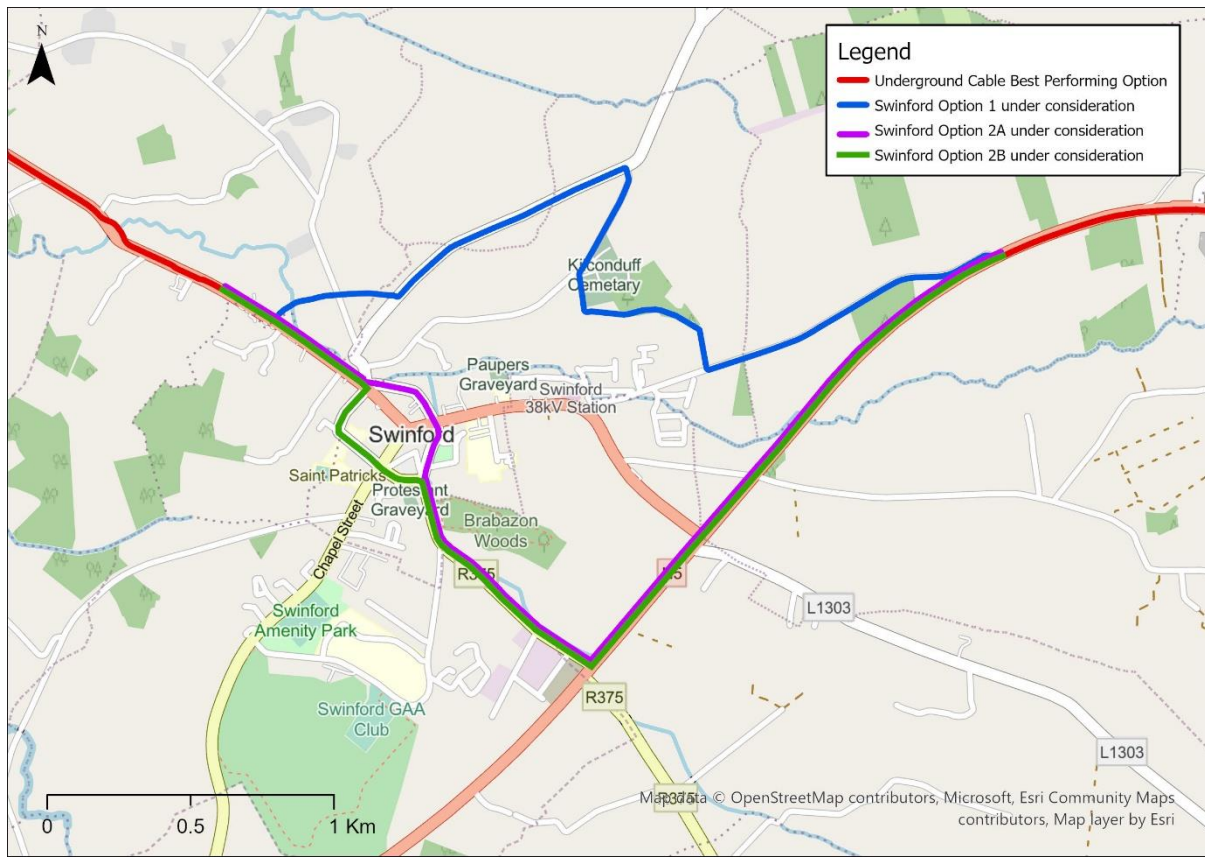 N
Legend
Underground Cable Best Performing Option
Swinford Option 1 under consideration
Swinford Option 2A under consideration
Swinford Option 2B under consideration
Kilconduff
Cemetery
Paupers
Graveyard
Swinford
38kV Station
Swinford
Saint Patricks
Protestant
Graveyard
Brabazon
Woods
Chapel Street
R375
N5
L1303
Swinford
Amenity Park
R375
Swinford GAA
Club
L1303
R375
0
0.5
1 Km
Map data © OpenStreetMap contributors, Microsoft, Esri Community Maps
contributors, Map layer by Esri